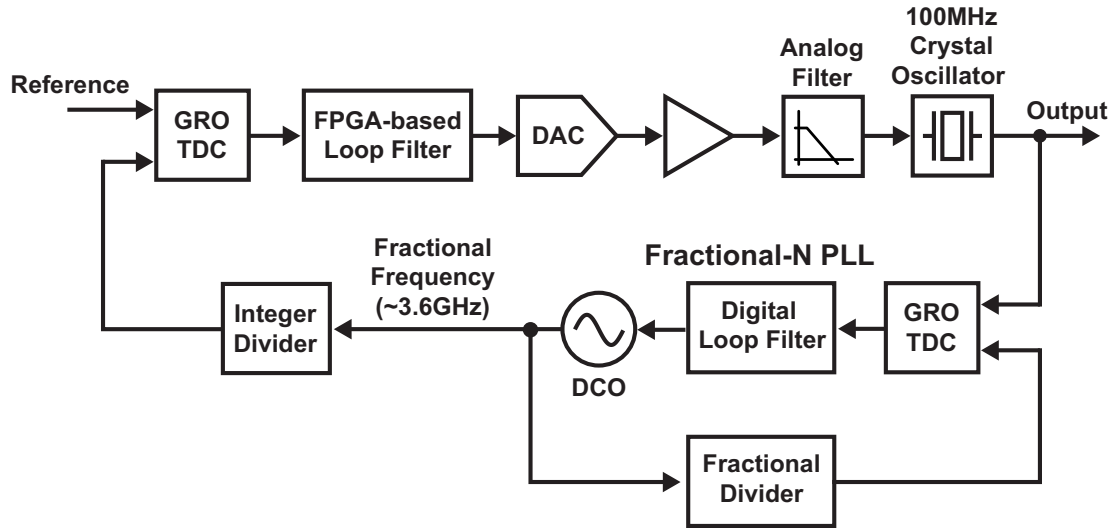 Reference
GRO
TDC
FPGA-based
Loop Filter
DAC
Analog
Filter
100MHz
Crystal
Oscillator
Output
Fractional
Frequency
(~3.6GHz)
Fractional-N PLL
Integer
Divider
DCO
Digital
Loop Filter
GRO
TDC
Fractional
Divider